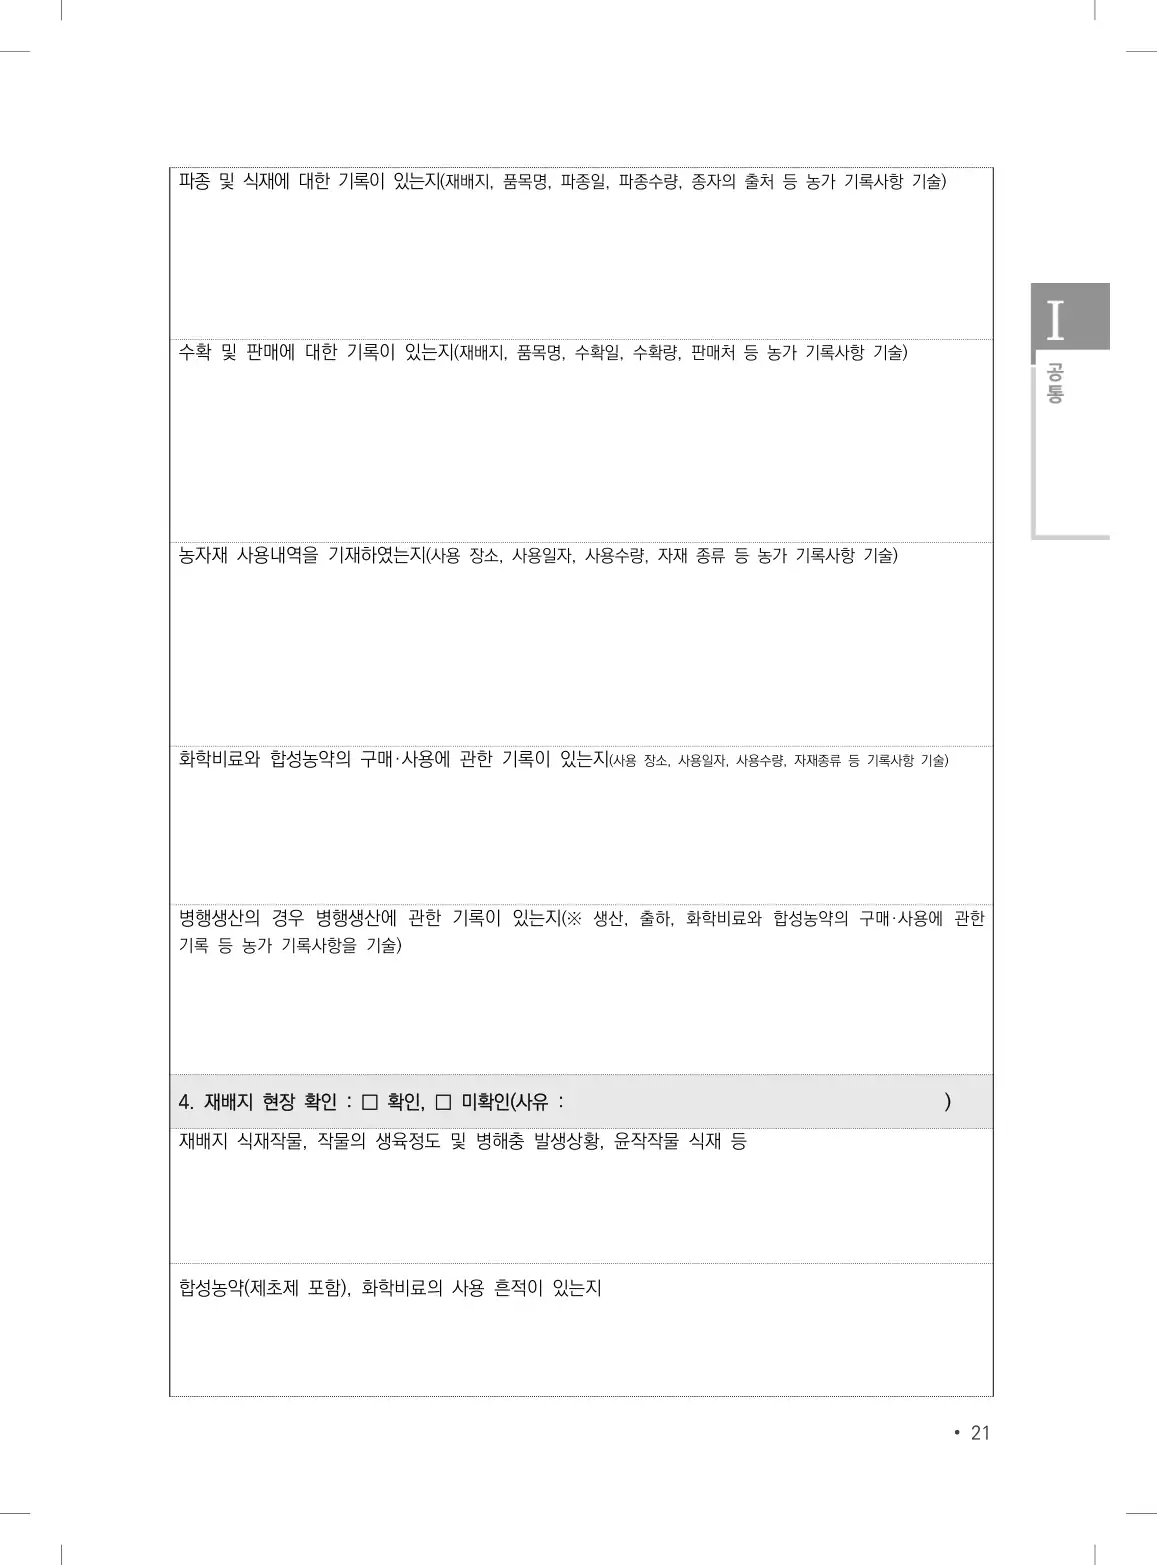 파종 및 식재에 대한 기록이 있는지(재배지, 품목명, 파종일, 파종수량, 종자의 출처 등 농가 기록사항 기술)
수확 및 판매에 대한 기록이 있는지(재배지, 품목명, 수확일, 수확량, 판매처 등 농가 기록사항 기술)
I
공
통
농자재 사용내역을 기재하였는지(사용 장소, 사용일자, 사용수량, 자재 종류 등 농가 기록사항 기술)
화학비료와 합성농약의 구매·사용에 관한 기록이 있는지(사용 장소, 사용일자, 사용수량, 자재종류 등 기록사항 기술)
병행생산의 경우 병행생산에 관한 기록이 있는지(※ 생산, 출하, 화학비료와 합성농약의 구매·사용에 관한
기록 등 농가 기록사항을 기술)
4. 재배지 현장 확인 : □ 확인, □ 미확인(사유 : )
재배지 식재작물, 작물의 생육정도 및 병해충 발생상황, 윤작작물 식재 등
합성농약(제초제 포함), 화학비료의 사용 흔적이 있는지
• 21